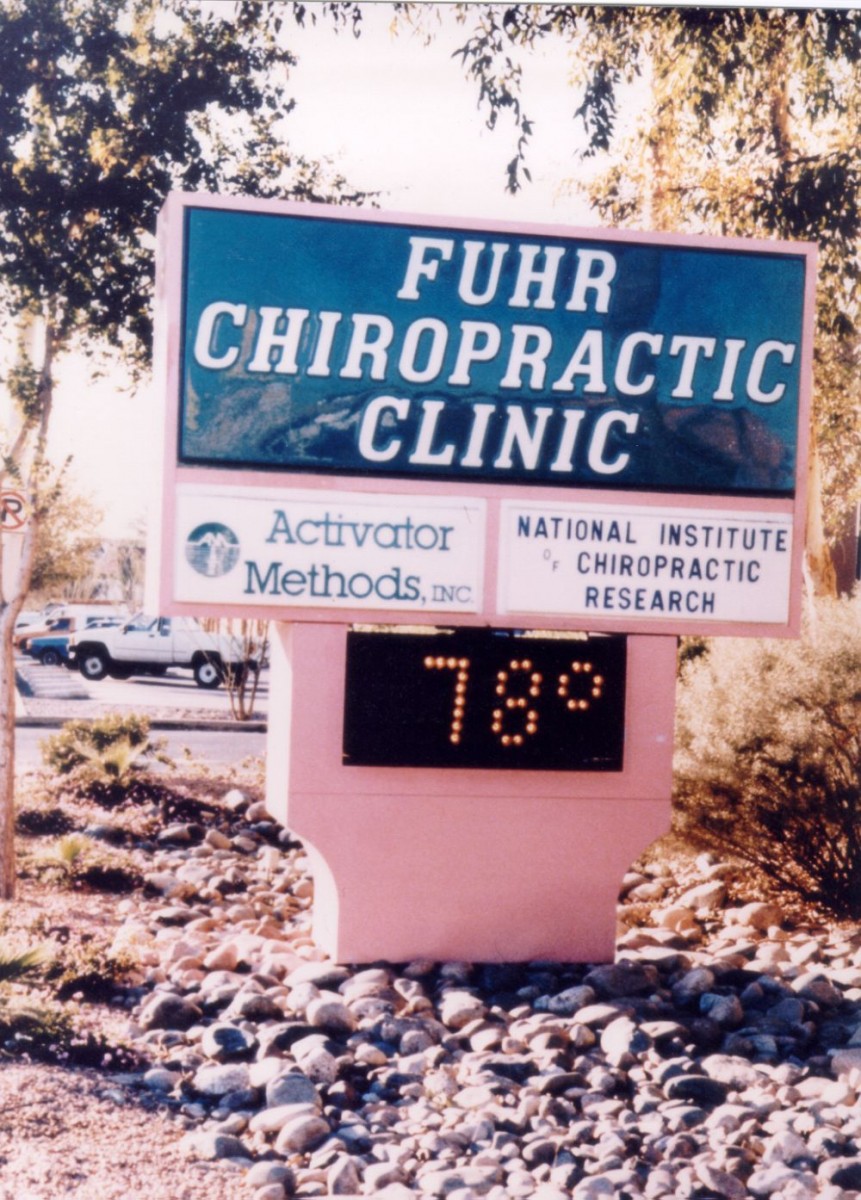 FUHR
CHIROPRACTIC
CLINIC
Activator
Methods, INC.
NATIONAL INSTITUTE
OF CHIROPRACTIC
RESEARCH
78°
R